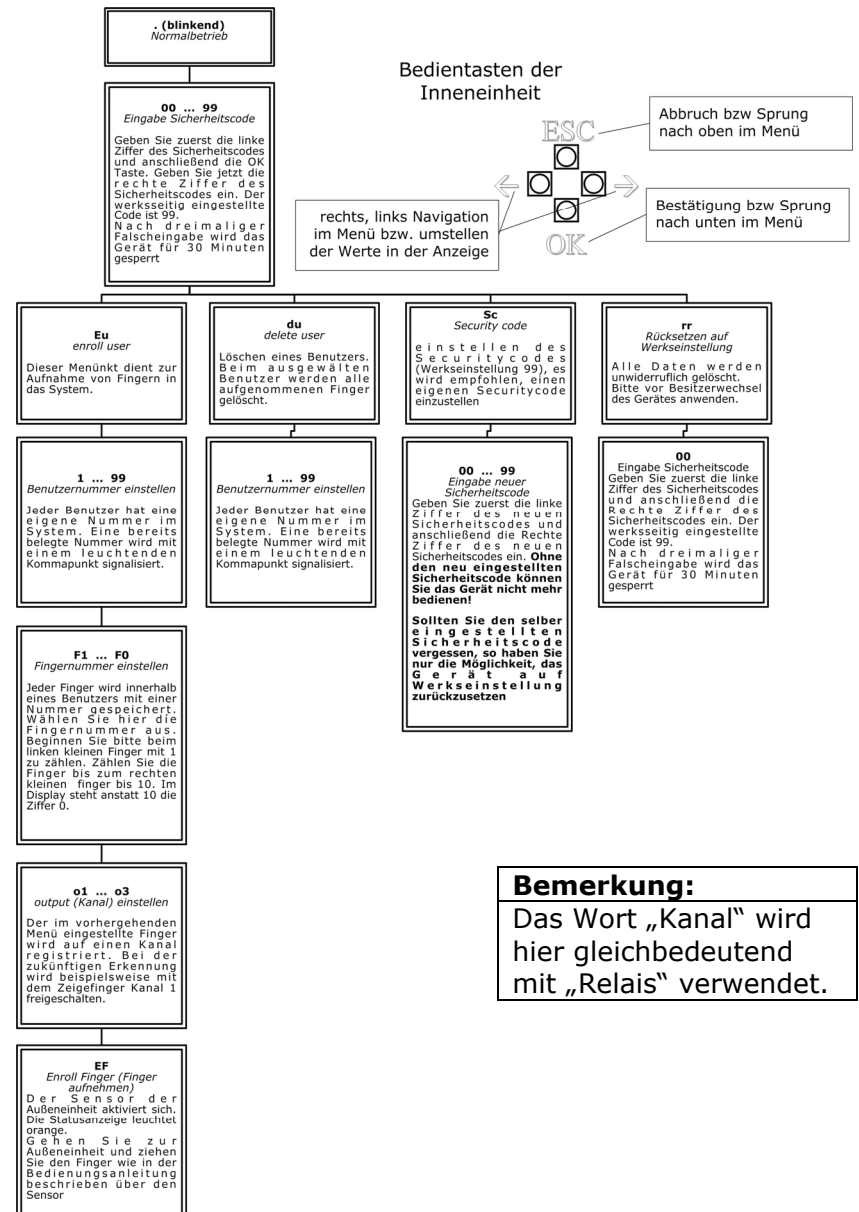 . (blinkend)
Normalbetrieb
00 ... 99
Eingabe Sicherheitscode
Geben Sie zuerst die linke
Ziffer des Sicherheitscodes
und anschließend die OK
Taste. Geben Sie jetzt die
rechte Ziffer des
Sicherheitscodes ein. Der
werksseitig eingestellte
Code ist 99.
Nach dreimaliger
Falscheingabe wird das
Gerät für 30 Minuten
gesperrt
Bedientasten der
Inneneinheit
ESC
OK
Abbruch bzw Sprung
nach oben im Menü
rechts, links Navigation
im Menü bzw. umstellen
der Werte in der Anzeige
Bestätigung bzw Sprung
nach unten im Menü
Eu
enroll user
Dieser Menünkt dient zur
Aufnahme von Fingern in
das System.
du
delete user
Löschen eines Benutzers.
Beim ausgewälten
Benutzer werden alle
aufgenommenen Finger
gelöscht.
Sc
Security code
einstellen des
Securitycodes
(Werkseinstellung 99), es
wird empfohlen, einen
eigenen Securitycode
einzustellen
rr
Rücksetzen auf
Werkseinstellung
Alle Daten werden
unwiderruflich gelöscht.
Bitte vor Besitzerwechsel
des Gerätes anwenden.
1 ... 99
Benutzernummer einstellen
Jeder Benutzer hat eine
eigene Nummer im
System. Eine bereits
belegte Nummer wird mit
einem leuchtenden
Kommapunkt signalisiert.
1 ... 99
Benutzernummer einstellen
Jeder Benutzer hat eine
eigene Nummer im
System. Eine bereits
belegte Nummer wird mit
einem leuchtenden
Kommapunkt signalisiert.
00 ... 99
Eingabe neuer
Sicherheitscode
Geben Sie zuerst die linke
Ziffer des neuen
Sicherheitscodes und
anschließend die Rechte
Ziffer des neuen
Sicherheitscodes ein. Ohne
den neu eingestellten
Sicherheitscode können
Sie das Gerät nicht mehr
bedienen!
Sollten Sie den selber
eingestellten
Sicherheitscode
vergessen, so haben Sie
nur die Möglichkeit, das
Gerät auf
Werkseinstellung
zurückzusetzen
00
Eingabe Sicherheitscode
Geben Sie zuerst die linke
Ziffer des Sicherheitscodes
und anschließend die
Rechte Ziffer des
Sicherheitscodes ein. Der
werksseitig eingestellte
Code ist 99.
Nach dreimaliger
Falscheingabe wird das
Gerät für 30 Minuten
gesperrt
F1 ... F0
Fingernummer einstellen
Jeder Finger wird innerhalb
eines Benutzers mit einer
Nummer gespeichert.
Wählen Sie hier die
Fingernummer aus.
Beginnen Sie bitte beim
linken kleinen Finger mit 1
zu zählen. Zählen Sie die
Finger bis zum rechten
kleinen finger bis 10. Im
Display steht anstatt 10 die
Ziffer 0.
o1 ... o3
output (Kanal) einstellen
Der im vorhergehenden
Menü eingestellte Finger
wird auf einen Kanal
registriert. Bei der
zukünftigen Erkennung
wird beispielsweise mit
dem Zeigefinger Kanal 1
freigeschalten.
Bemerkung:
Das Wort „Kanal“ wird
hier gleichbedeutend
mit „Relais“ verwendet.
EF
Enroll Finger (Finger
aufnehmen)
Der Sensor der
Außeneinheit aktiviert sich.
Die Statusanzeige leuchtet
orange.
Gehen Sie zur
Außeneinheit und ziehen
Sie den Finger wie in der
Bedienungsanleitung
beschrieben über den
Sensor